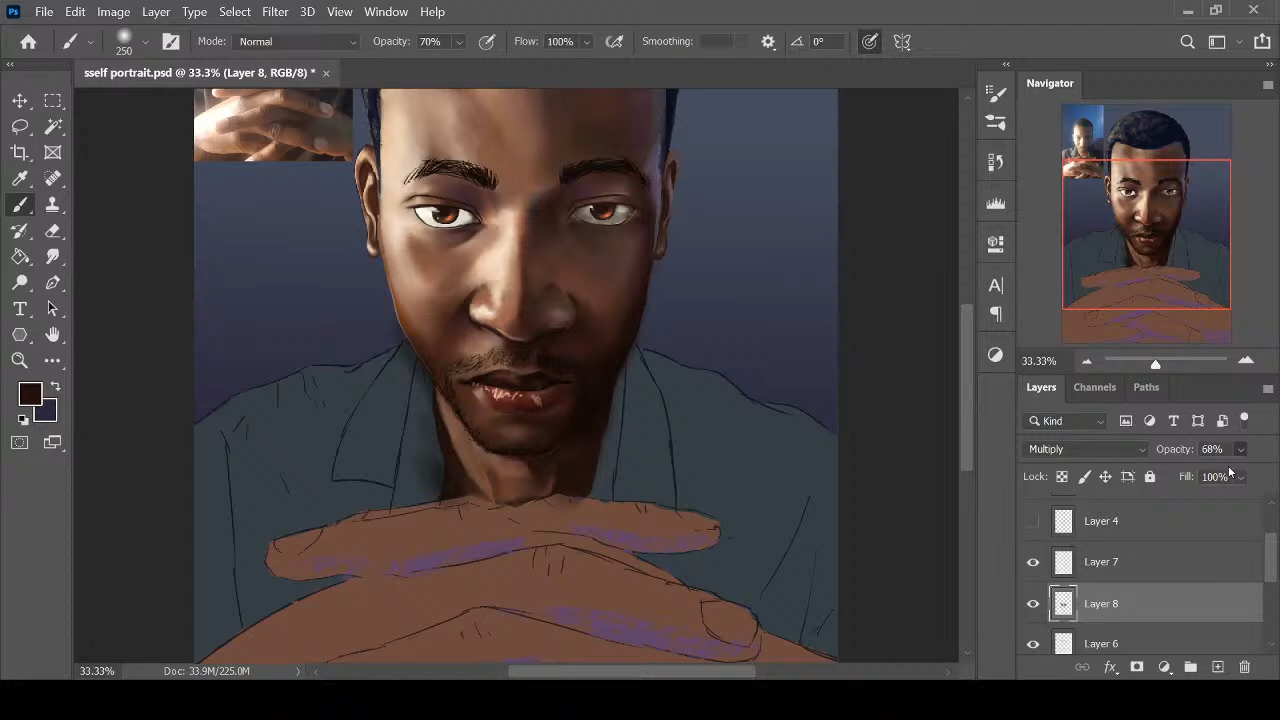 Ps File Edit Image Layer Type Select Filter 3D View Window Help
250 Mode: Normal Opacity: 70% Flow: 100% Smoothing: 0°
sself portrait.psd @ 33.3% (Layer 8, RGB/8) *
Navigator
33.33%
Layers Channels Paths
Kind
Multiply Opacity: 68%
Lock: Fill: 100%
Layer 4
Layer 7
Layer 8
Layer 6
33.33% Doc: 33.9M/225.0M